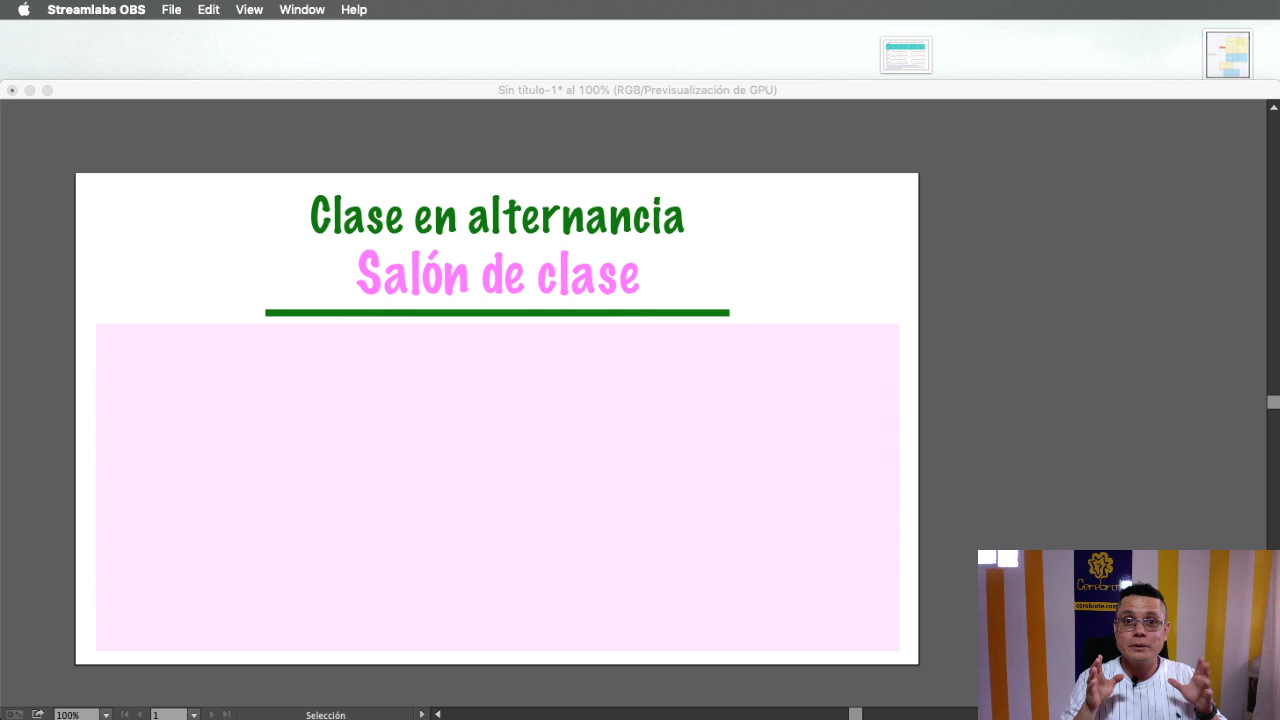 Streamlabs OBS File Edit View Window Help
Sin título-1* al 100% (RGB/Previsualización de GPU)
Clase en alternancia
Salón de clase
100%
1
Selección